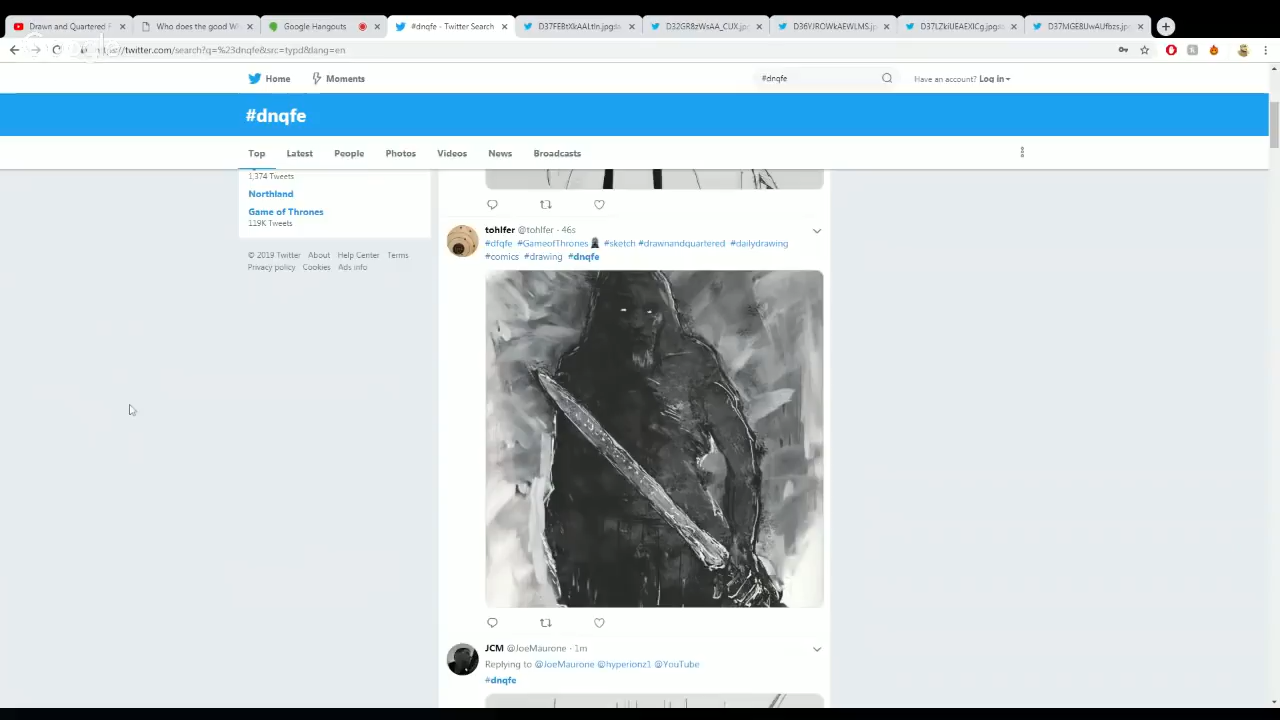 Drawn and Quartered F
Who does the good W
Google Hangouts
#dnqfe - Twitter Search
D37FEBtXkAALtln.jpg
D32GR8zWsAA_CUX.jpg
D36YJROWkAEWLMS.jpg
D37LZkiUEAEXICg.jpg
D37MGE8UwAUfbzs.jp
twitter.com/search?q=%23dnqfe&src=typd&lang=en
Home
Moments
#dnqfe
Have an account? Log in
#dnqfe
Top
Latest
People
Photos
Videos
News
Broadcasts
1,374 Tweets
Northland
Game of Thrones
119K Tweets
© 2019 Twitter About Help Center Terms
Privacy policy Cookies Ads info
tohlfer @tohlfer · 46s
#dfqfe #GameofThrones #sketch #drawnandquartered #dailydrawing
#comics #drawing #dnqfe
JCM @JoeMaurone · 1m
Replying to @JoeMaurone @hyperionz1 @YouTube
#dnqfe